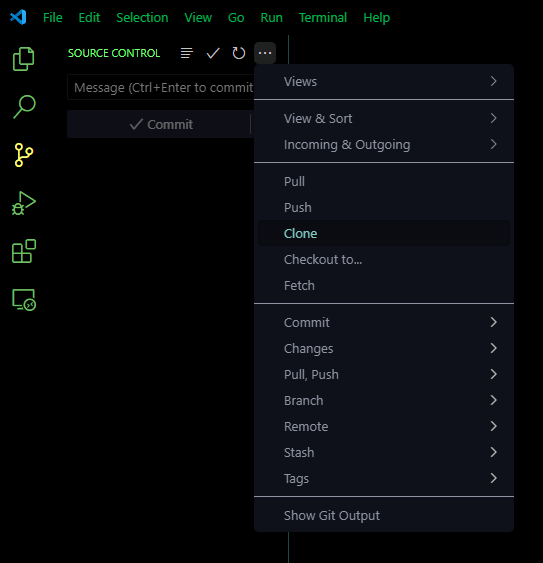 File Edit Selection View Go Run Terminal Help
SOURCE CONTROL
Message (Ctrl+Enter to commit
Commit
Views
View & Sort
Incoming & Outgoing
Pull
Push
Clone
Checkout to...
Fetch
Commit
Changes
Pull, Push
Branch
Remote
Stash
Tags
Show Git Output